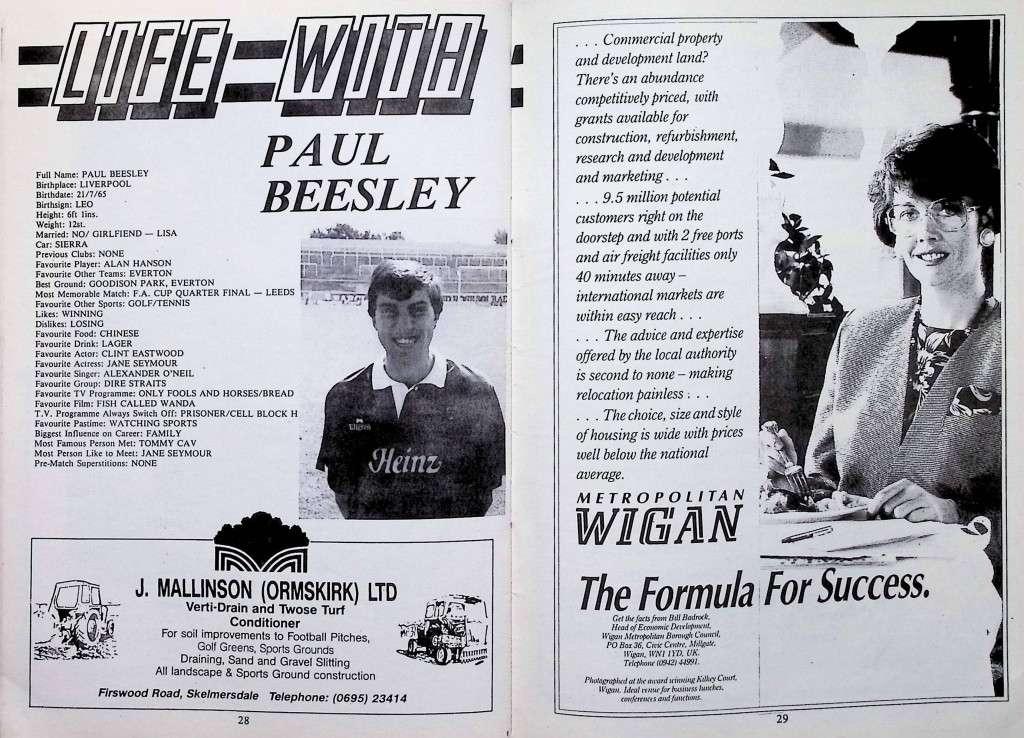 LIFE WITH
PAUL
BEESLEY
Full Name: PAUL BEESLEY
Birthplace: LIVERPOOL
Birthdate: 21/7/65
Birthsign: LEO
Height: 6ft 1ins.
Weight: 12st.
Married: NO/ GIRLFIEND — LISA
Car: SIERRA
Previous Clubs: NONE
Favourite Player: ALAN HANSON
Favourite Other Teams: EVERTON
Best Ground: GOODISON PARK, EVERTON
Most Memorable Match: F.A. CUP QUARTER FINAL — LEEDS
Favourite Other Sports: GOLF/TENNIS
Likes: WINNING
Dislikes: LOSING
Favourite Food: CHINESE
Favourite Drink: LAGER
Favourite Actor: CLINT EASTWOOD
Favourite Actress: JANE SEYMOUR
Favourite Singer: ALEXANDER O'NEIL
Favourite Group: DIRE STRAITS
Favourite TV Programme: ONLY FOOLS AND HORSES/BREAD
Favourite Film: FISH CALLED WANDA
T.V. Programme Always Switch Off: PRISONER/CELL BLOCK H
Favourite Pastime: WATCHING SPORTS
Biggest Influence on Career: FAMILY
Most Famous Person Met: TOMMY CAV
Most Person Like to Meet: JANE SEYMOUR
Pre-Match Superstitions: NONE
Heinz
J. MALLINSON (ORMSKIRK) LTD
Verti-Drain and Twose Turf
Conditioner
For soil improvements to Football Pitches,
Golf Greens, Sports Grounds
Draining, Sand and Gravel Slitting
All landscape & Sports Ground construction
Firswood Road, Skelmersdale Telephone: (0695) 23414
28
. . . Commercial property
and development land?
There's an abundance
competitively priced, with
grants available for
construction, refurbishment,
research and development
and marketing . . .
. . . 9.5 million potential
customers right on the
doorstep and with 2 free ports
and air freight facilities only
40 minutes away –
international markets are
within easy reach . . .
. . . The advice and expertise
offered by the local authority
is second to none – making
relocation painless . . .
. . . The choice, size and style
of housing is wide with prices
well below the national
average.
METROPOLITAN
WIGAN
The Formula For Success.
Get the facts from Bill Badrock,
Head of Economic Development,
Wigan Metropolitan Borough Council,
PO Box 36, Civic Centre, Millgate,
Wigan, WN1 1YD, UK.
Telephone (0942) 44991.
Photographed at the award winning Kilhey Court,
Wigan. Ideal venue for business lunches,
conferences and functions.
29